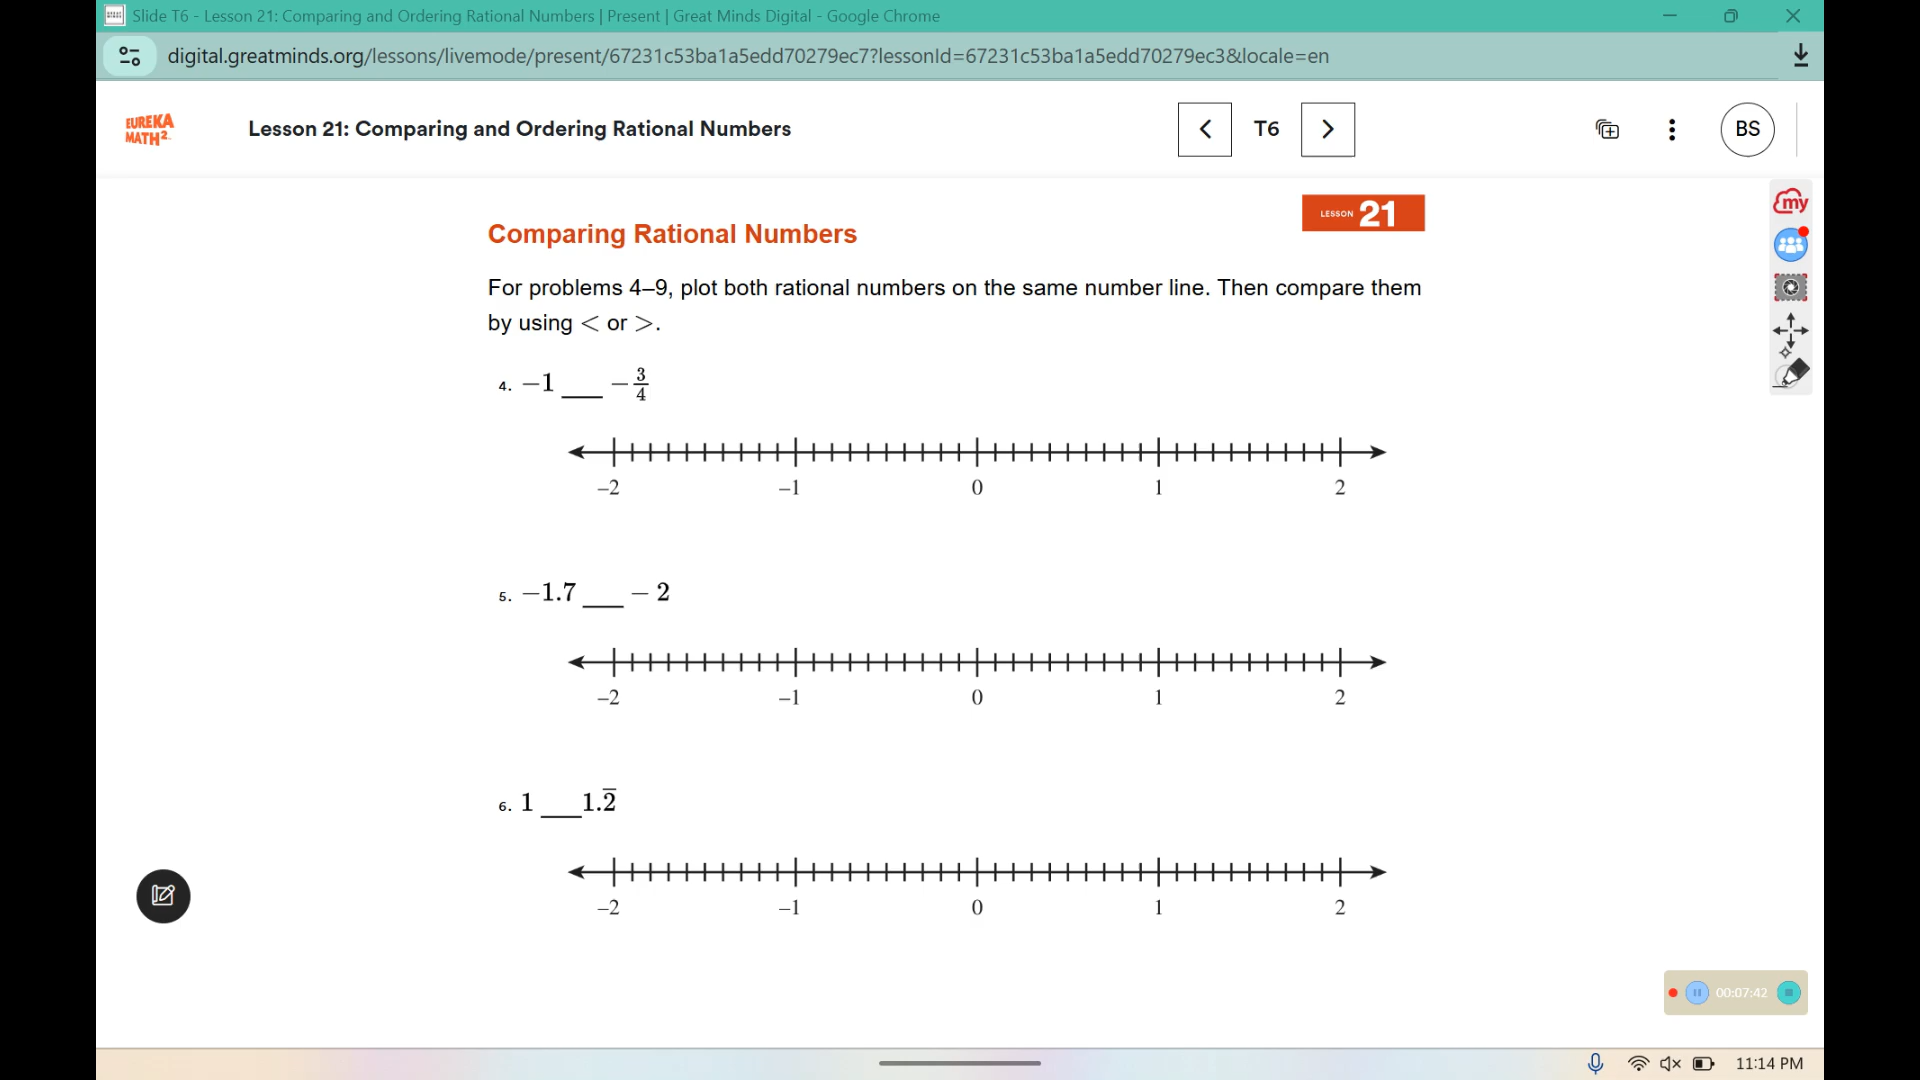 Slide T6 - Lesson 21: Comparing and Ordering Rational Numbers | Present | Great Minds Digital - Google Chrome
digital.greatminds.org/lessons/livemode/present/67231c53ba1a5edd70279ec7?lessonId=67231c53ba1a5edd70279ec3&locale=en
EUREKA
MATH²
Lesson 21: Comparing and Ordering Rational Numbers
T6
BS
my
LESSON 21
Comparing Rational Numbers
For problems 4–9, plot both rational numbers on the same number line. Then compare them
by using < or >.
4. −1 ___ −3/4
−2 −1 0 1 2
5. −1.7 ___ − 2
−2 −1 0 1 2
6. 1 ___ 1.2̅
−2 −1 0 1 2
00:07:42
11:14 PM